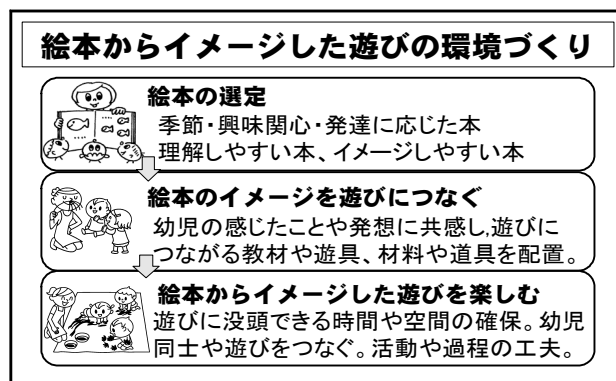 絵本からイメージした遊びの環境づくり
絵本の選定
季節・興味関心・発達に応じた本
理解しやすい本、イメージしやすい本
絵本のイメージを遊びにつなぐ
幼児の感じたことや発想に共感し,遊びに
つながる教材や遊具、材料や道具を配置。
絵本からイメージした遊びを楽しむ
遊びに没頭できる時間や空間の確保。幼児
同士や遊びをつなぐ。活動や過程の工夫。